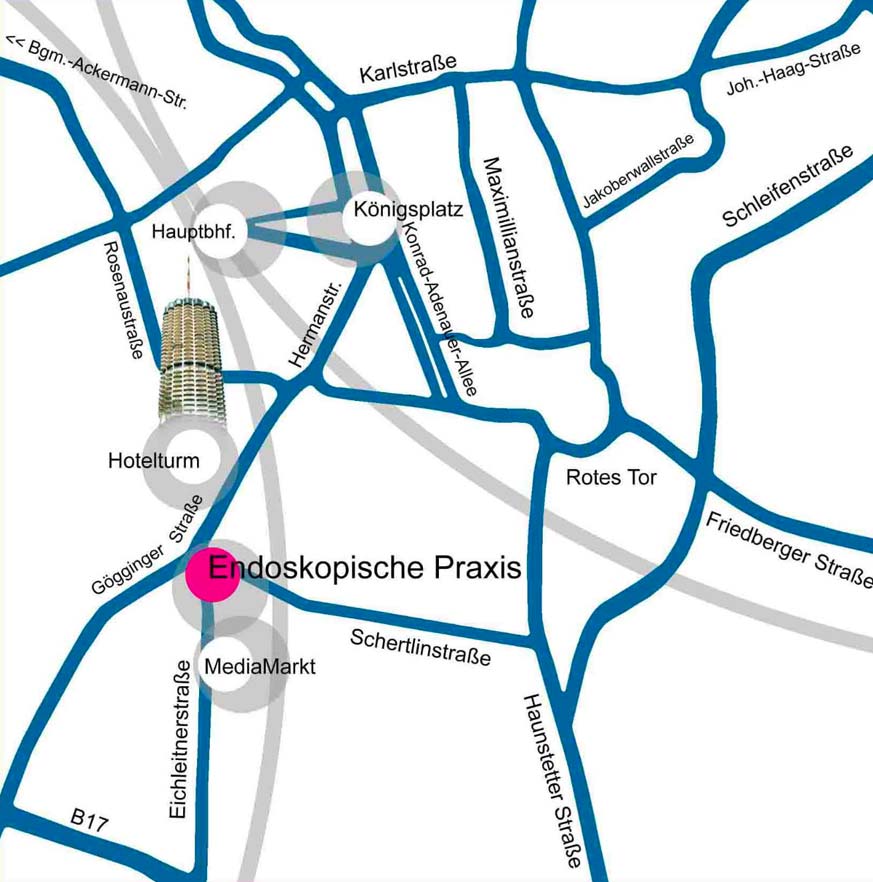 << Bgm.-Ackermann-Str.
Karlstraße
Joh.-Haag-Straße
Jakoberwallstraße
Schleifenstraße
Maximillianstraße
Königsplatz
Hauptbhf.
Konrad-Adenauer-Allee
Rosenaustraße
Hermanstr.
Hotelturm
Rotes Tor
Gögginger Straße
Friedberger Straße
Endoskopische Praxis
Schertlinstraße
MediaMarkt
Eichleitnerstraße
Haunstetter Straße
B17